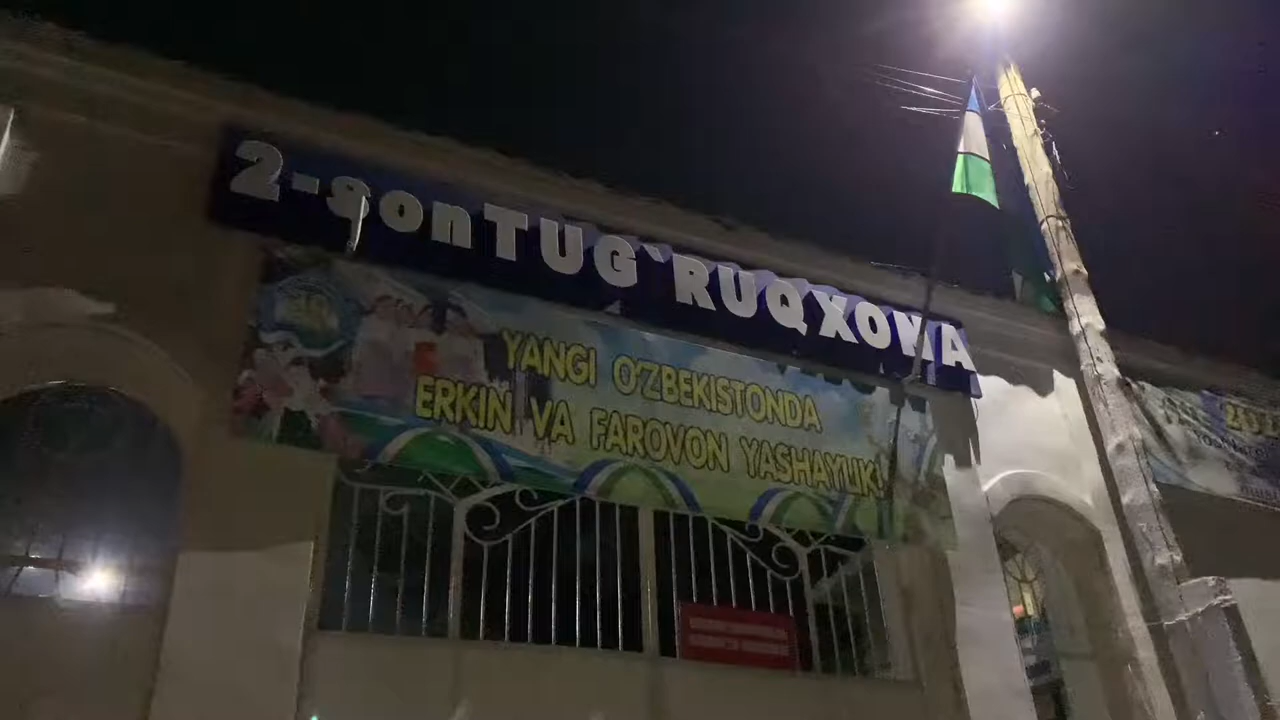 2-sonTUG`RUQXONA
YANGI O'ZBEKISTONDA
ERKIN VA FAROVON YASHAYLIK!